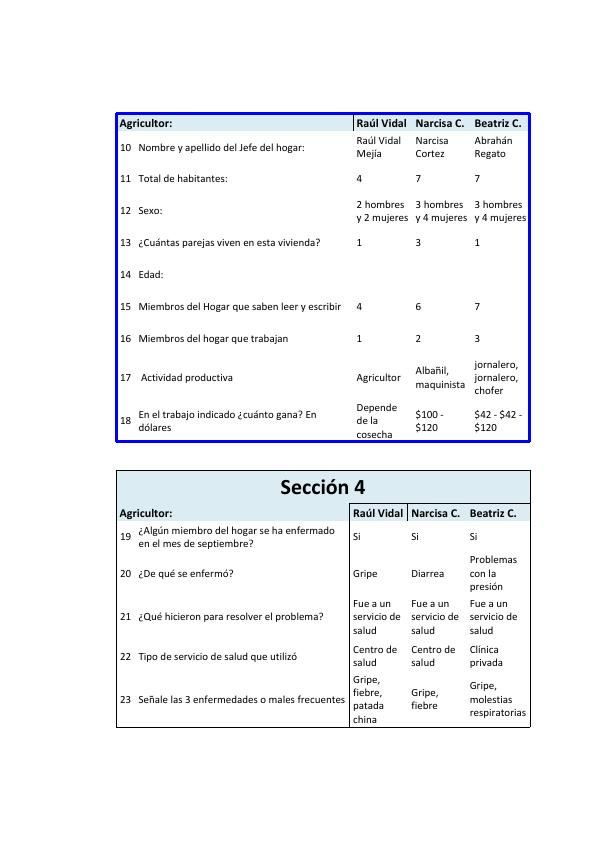 Agricultor: Raúl Vidal Narcisa C. Beatriz C.
10 Nombre y apellido del Jefe del hogar: Raúl Vidal Mejía Narcisa Cortez Abrahán Regato
11 Total de habitantes: 4 7 7
12 Sexo: 2 hombres y 2 mujeres 3 hombres y 4 mujeres 3 hombres y 4 mujeres
13 ¿Cuántas parejas viven en esta vivienda? 1 3 1
14 Edad:
15 Miembros del Hogar que saben leer y escribir 4 6 7
16 Miembros del hogar que trabajan 1 2 3
17 Actividad productiva Agricultor Albañil, maquinista jornalero, jornalero, chofer
18 En el trabajo indicado ¿cuánto gana? En dólares Depende de la cosecha $100 - $120 $42 - $42 - $120
Sección 4
Agricultor: Raúl Vidal Narcisa C. Beatriz C.
19 ¿Algún miembro del hogar se ha enfermado en el mes de septiembre? Si Si Si
20 ¿De qué se enfermó? Gripe Diarrea Problemas con la presión
21 ¿Qué hicieron para resolver el problema? Fue a un servicio de salud Fue a un servicio de salud Fue a un servicio de salud
22 Tipo de servicio de salud que utilizó Centro de salud Centro de salud Clínica privada
23 Señale las 3 enfermedades o males frecuentes Gripe, fiebre, patada china Gripe, fiebre Gripe, molestias respiratorias